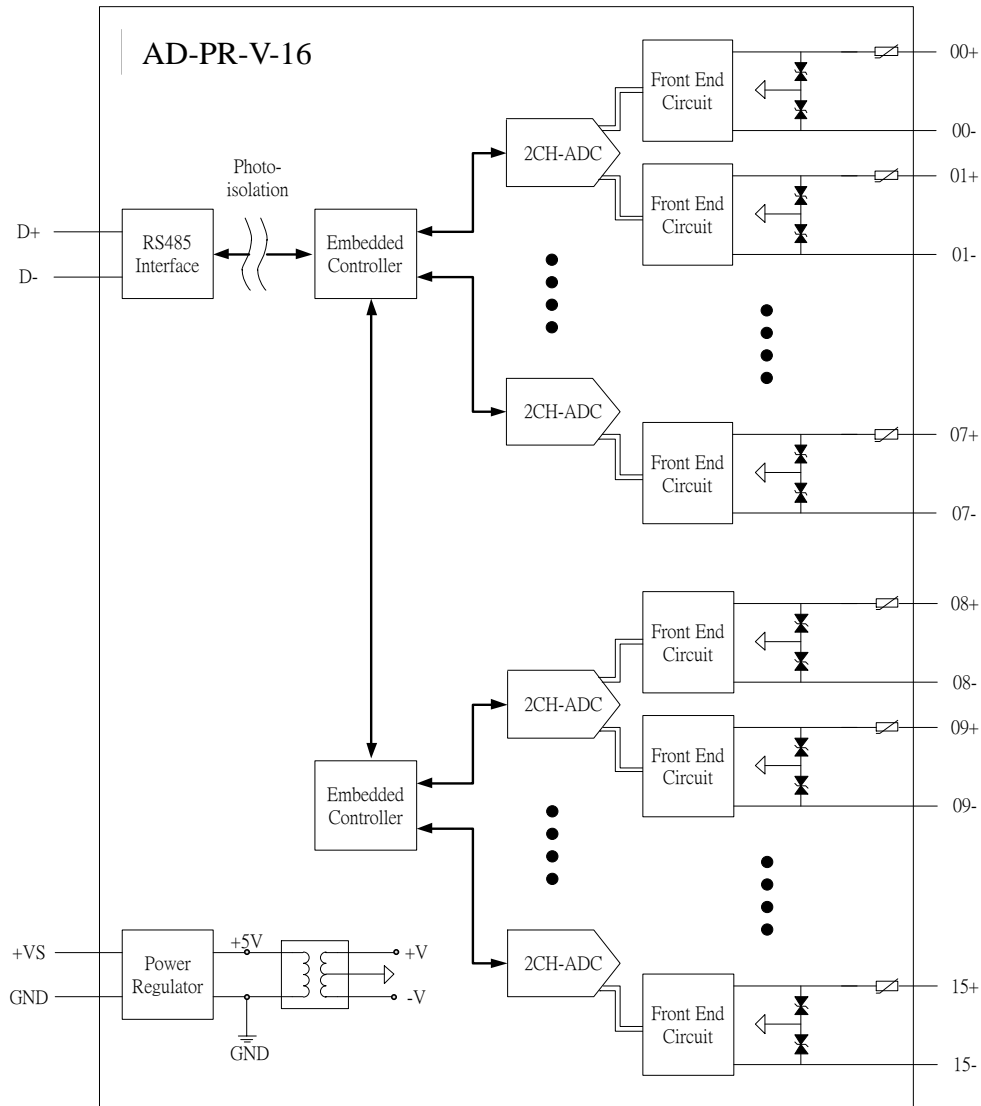 AD-PR-V-16
Front End
Circuit
00+
00-
2CH-ADC
Front End
Circuit
01+
01-
Photo-
isolation
D+
D-
RS485
Interface
Embedded
Controller
2CH-ADC
Front End
Circuit
07+
07-
Front End
Circuit
08+
08-
2CH-ADC
Front End
Circuit
09+
09-
Embedded
Controller
+VS
GND
Power
Regulator
+5V
GND
+V
-V
2CH-ADC
Front End
Circuit
15+
15-